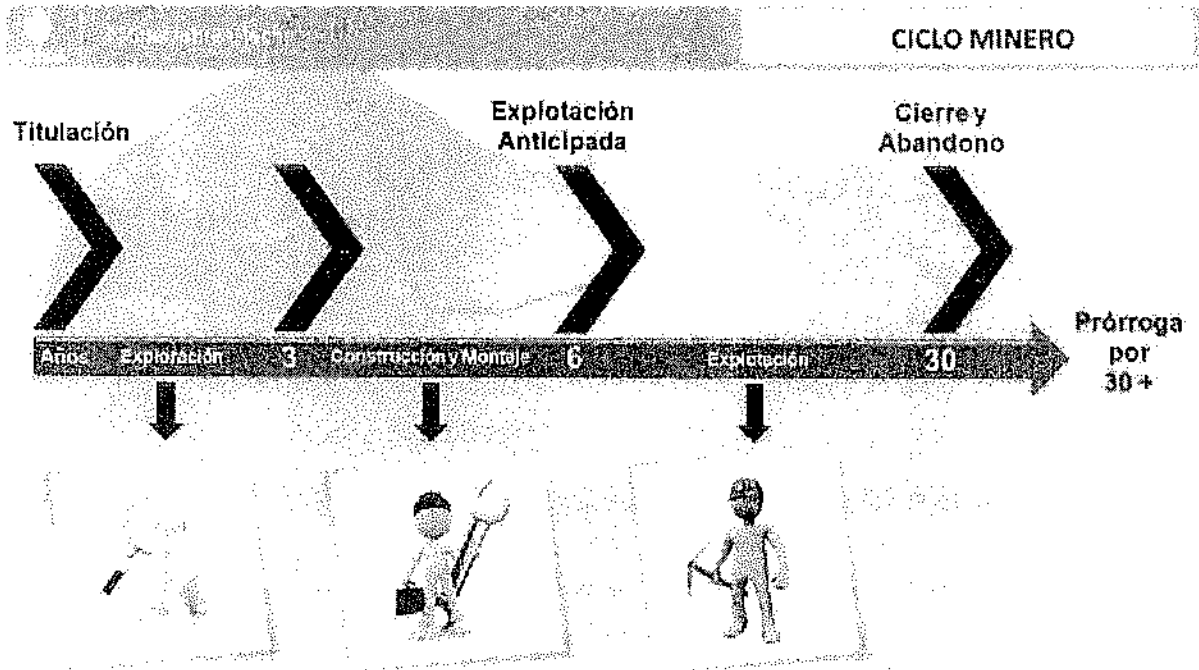 CICLO MINERO
Titulación
Explotación
Anticipada
Cierre y
Abandono
Años Exploración 3 Construcción y Montaje 6 Explotación 30
Prórroga
por
30 +